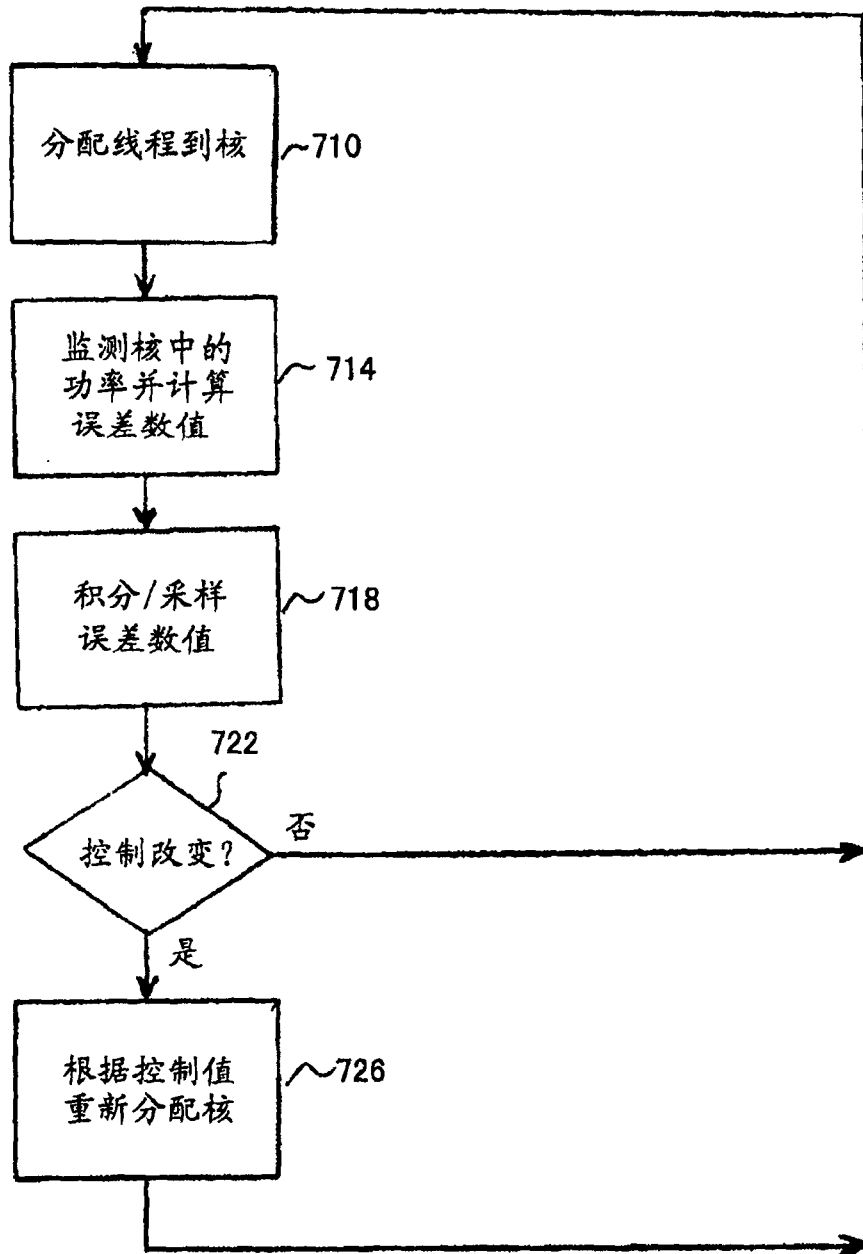 分配线程到核
710
监测核中的
功率并计算
误差数值
714
积分/采样
误差数值
718
722
控制改变?
否
是
根据控制值
重新分配核
726